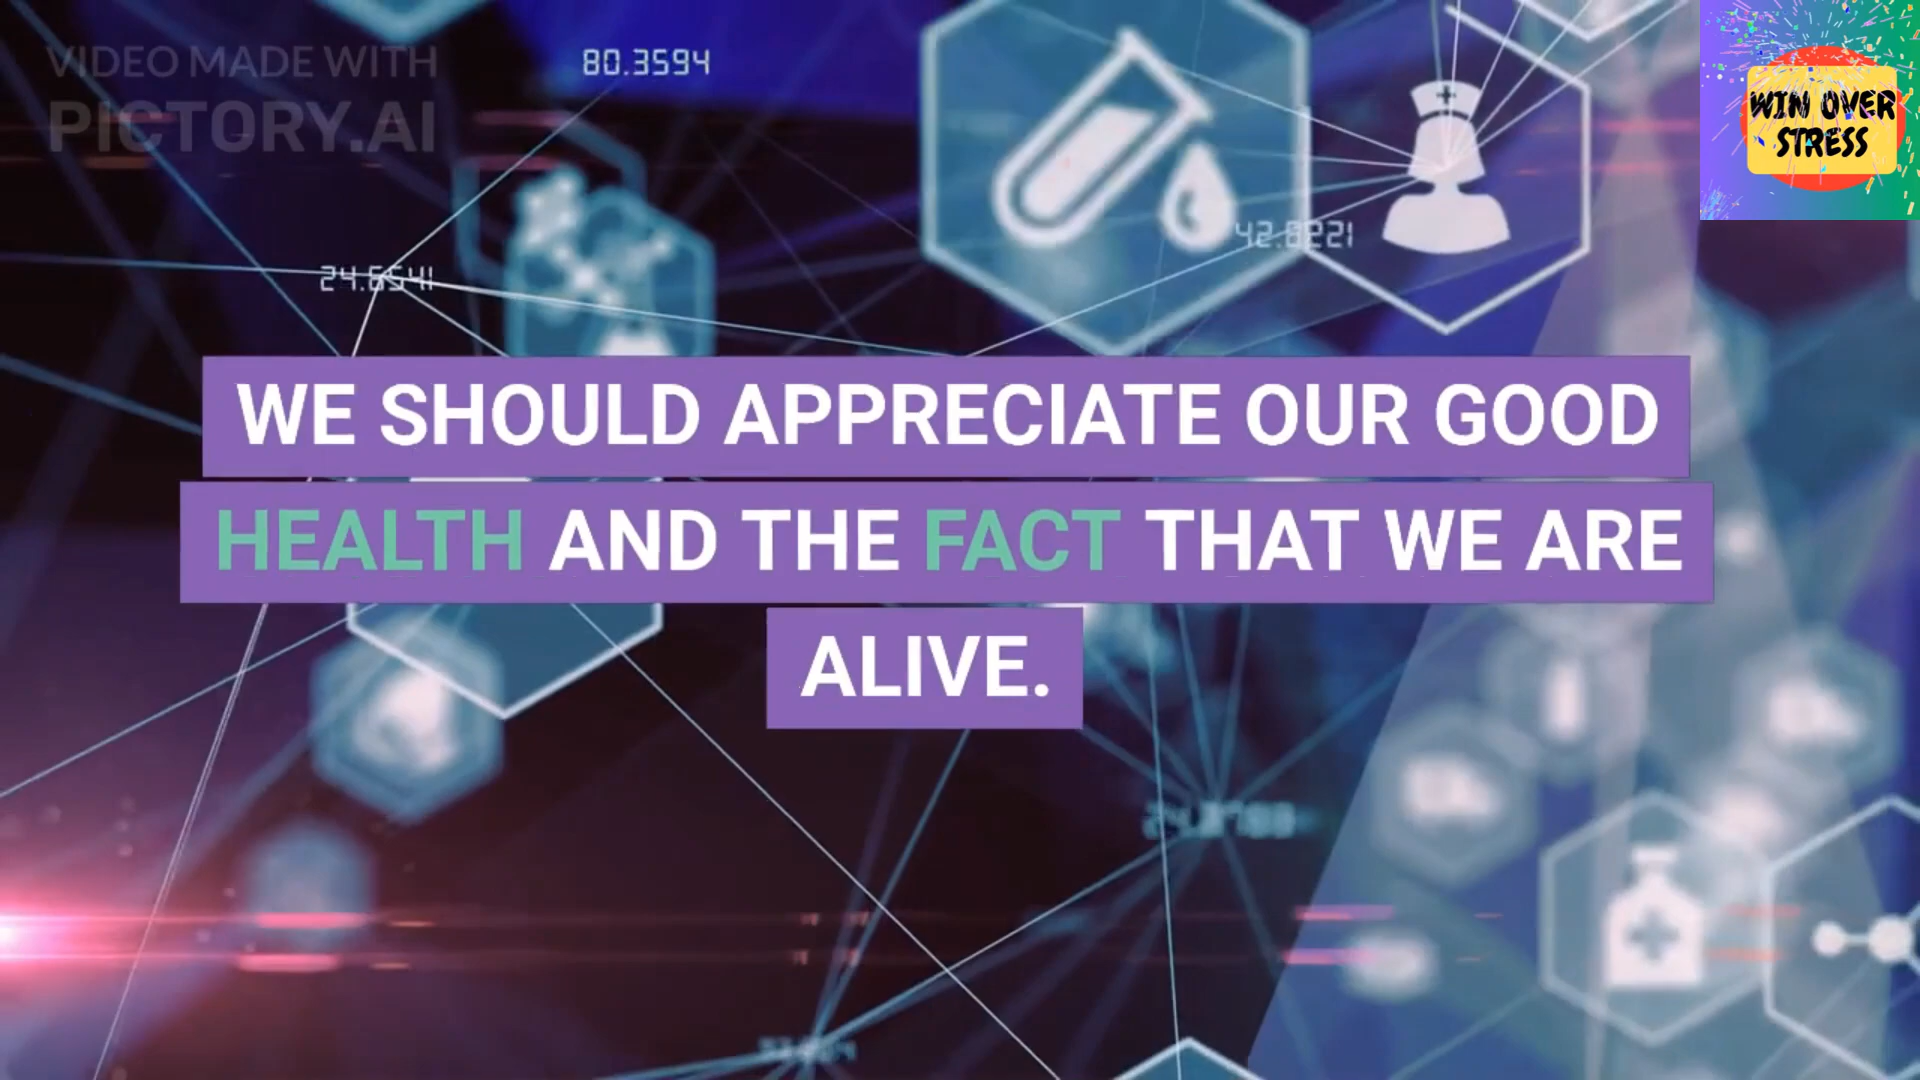 VIDEO MADE WITH
PICTORY.AI
80.3594
WIN OVER
STRESS
42.8221
24.6541
WE SHOULD APPRECIATE OUR GOOD
HEALTH AND THE FACT THAT WE ARE
ALIVE.